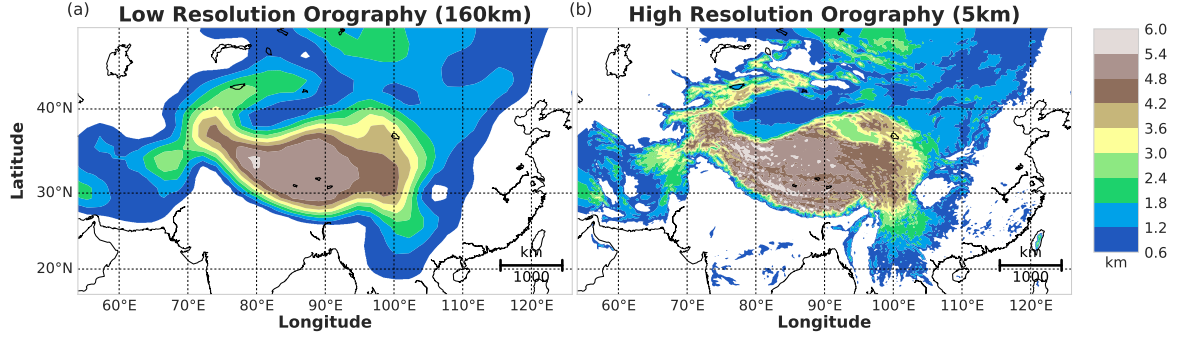 (a) Low Resolution Orography (160km)
(b) High Resolution Orography (5km)
40°N
30°N
20°N
Latitude
60°E 70°E 80°E 90°E 100°E 110°E 120°E
Longitude
km
1000
60°E 70°E 80°E 90°E 100°E 110°E 120°E
Longitude
km
1000
6.0
5.4
4.8
4.2
3.6
3.0
2.4
1.8
1.2
0.6
km